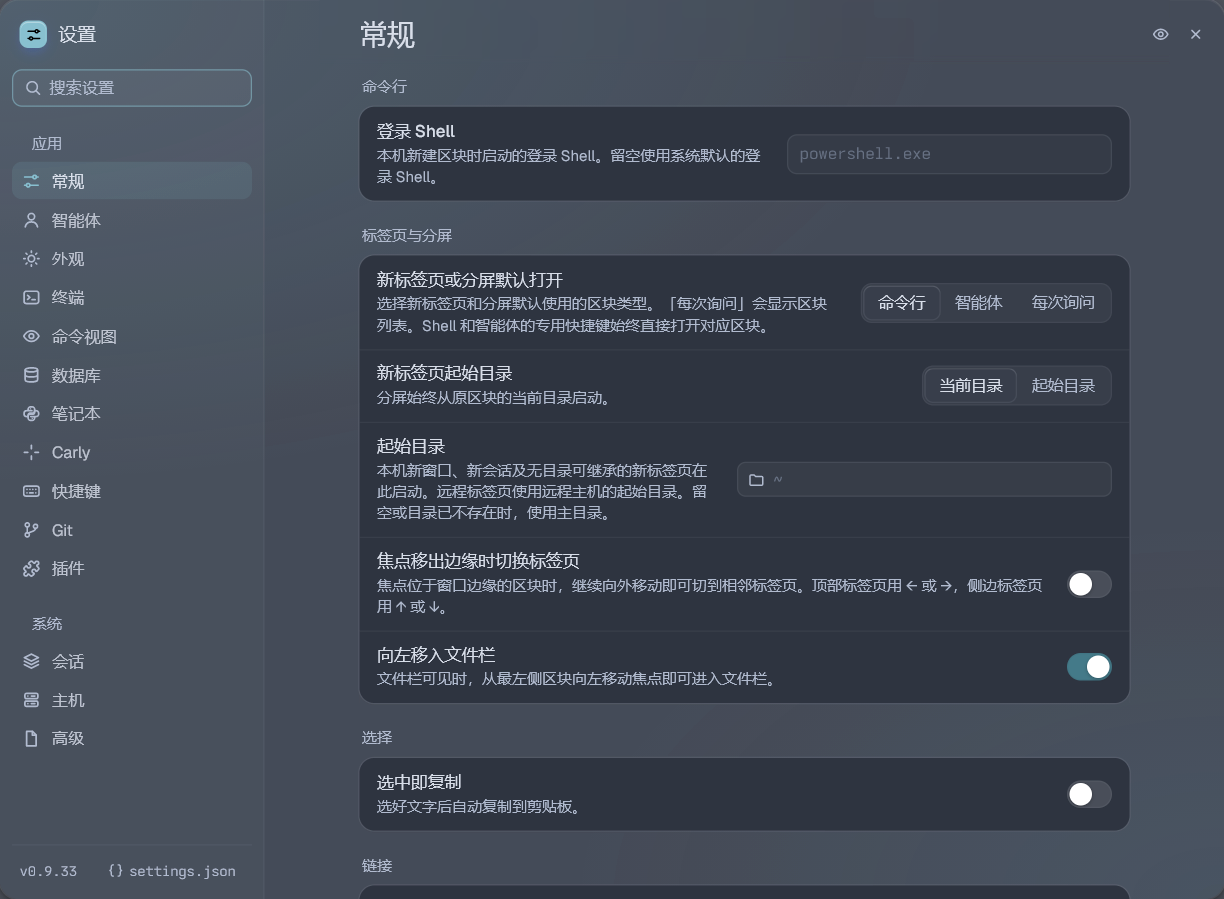 设置
搜索设置
应用
常规
智能体
外观
终端
命令视图
数据库
笔记本
Carly
快捷键
Git
插件
系统
会话
主机
高级
v0.9.33
{} settings.json
常规
命令行
登录 Shell
本机新建区块时启动的登录 Shell。留空使用系统默认的登
录 Shell。
powershell.exe
标签页与分屏
新标签页或分屏默认打开
选择新标签页和分屏默认使用的区块类型。「每次询问」会显示区块
列表。Shell 和智能体的专用快捷键始终直接打开对应区块。
命令行 智能体 每次询问
新标签页起始目录
分屏始终从原区块的当前目录启动。
当前目录 起始目录
起始目录
本机新窗口、新会话及无目录可继承的新标签页在
此启动。远程标签页使用远程主机的起始目录。留
空或目录已不存在时，使用主目录。
~
焦点移出边缘时切换标签页
焦点位于窗口边缘的区块时，继续向外移动即可切到相邻标签页。顶部标签页用 ← 或 →，侧边标签页
用 ↑ 或 ↓。
向左移入文件栏
文件栏可见时，从最左侧区块向左移动焦点即可进入文件栏。
选择
选中即复制
选好文字后自动复制到剪贴板。
链接